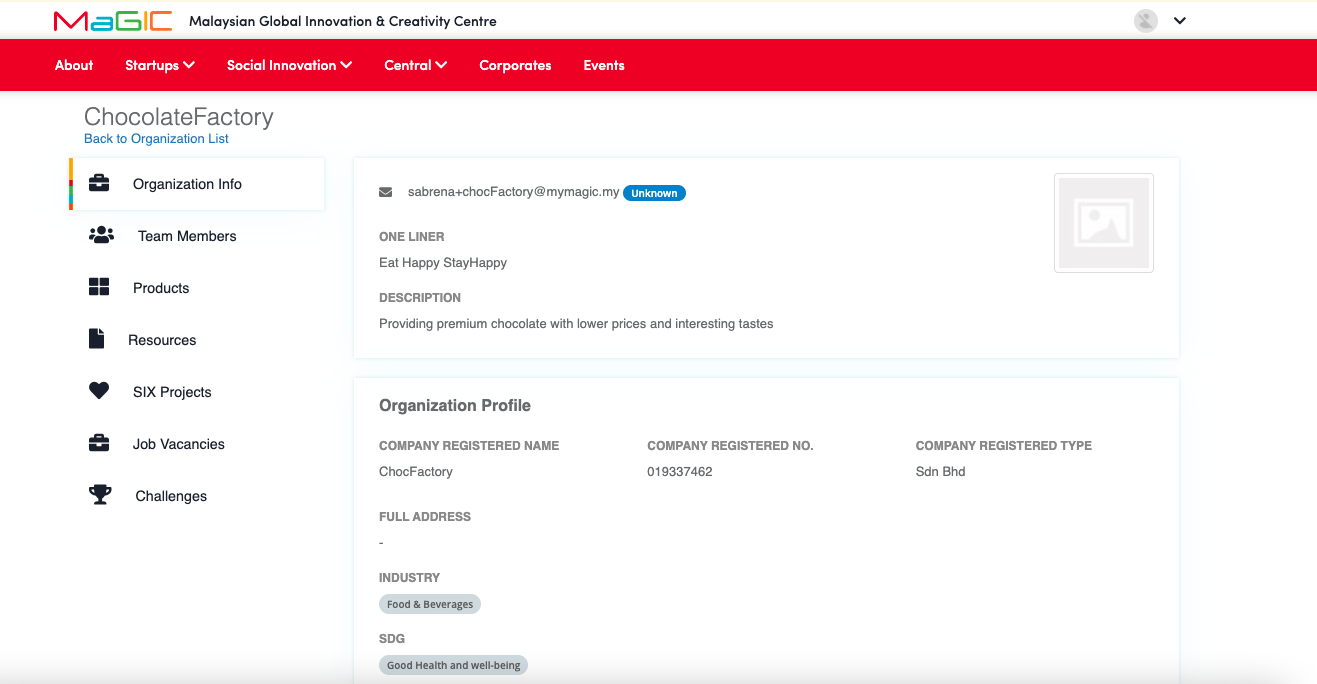 MaGIC Malaysian Global Innovation & Creativity Centre
About Startups Social Innovation Central Corporates Events
ChocolateFactory
Back to Organization List
Organization Info
Team Members
Products
Resources
SIX Projects
Job Vacancies
Challenges
sabrena+chocFactory@mymagic.my Unknown
ONE LINER
Eat Happy StayHappy
DESCRIPTION
Providing premium chocolate with lower prices and interesting tastes
Organization Profile
COMPANY REGISTERED NAME COMPANY REGISTERED NO. COMPANY REGISTERED TYPE
ChocFactory 019337462 Sdn Bhd
FULL ADDRESS
-
INDUSTRY
Food & Beverages
SDG
Good Health and well-being